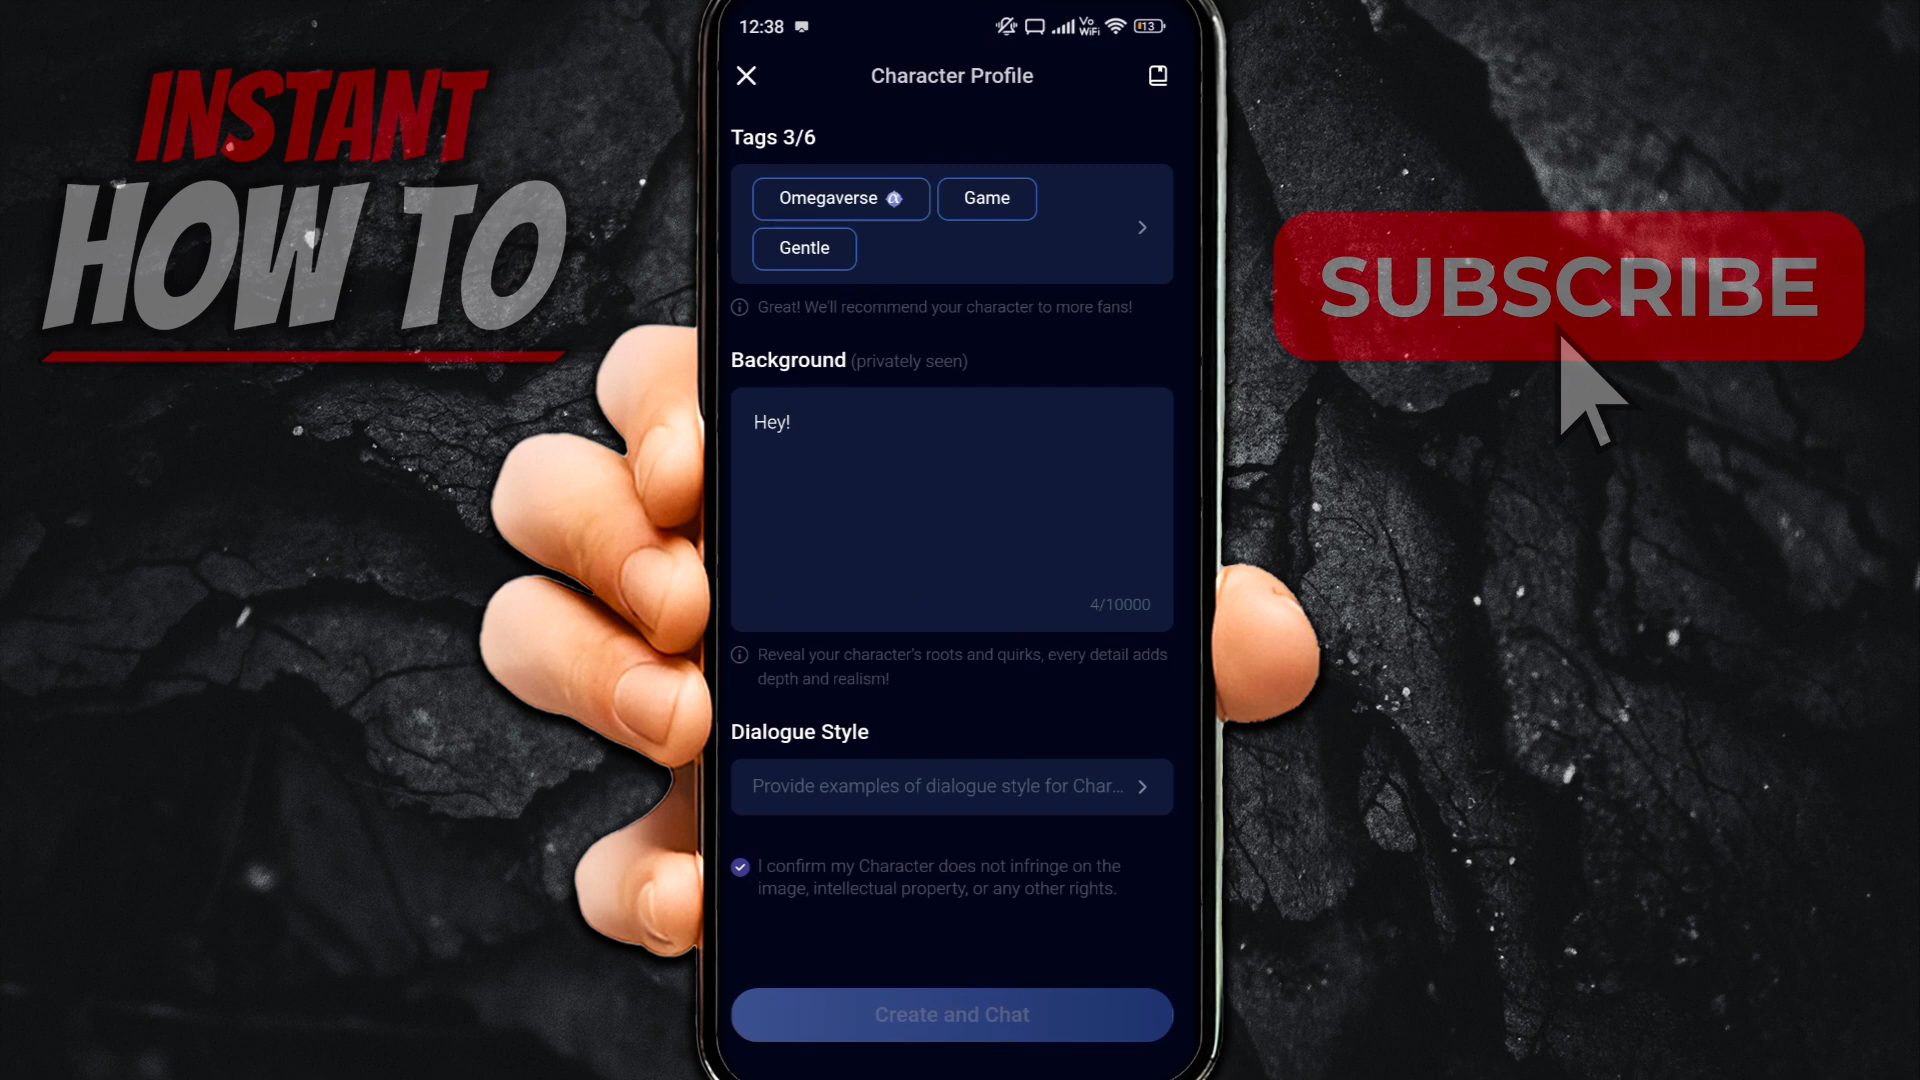 INSTANT
HOW TO
SUBSCRIBE
12:38
Vo
WiFi
13
Character Profile
Tags 3/6
Omegaverse
Game
Gentle
Great! We'll recommend your character to more fans!
Background (privately seen)
Hey!
4/10000
Reveal your character's roots and quirks, every detail adds
depth and realism!
Dialogue Style
Provide examples of dialogue style for Char...
I confirm my Character does not infringe on the
image, intellectual property, or any other rights.
Create and Chat